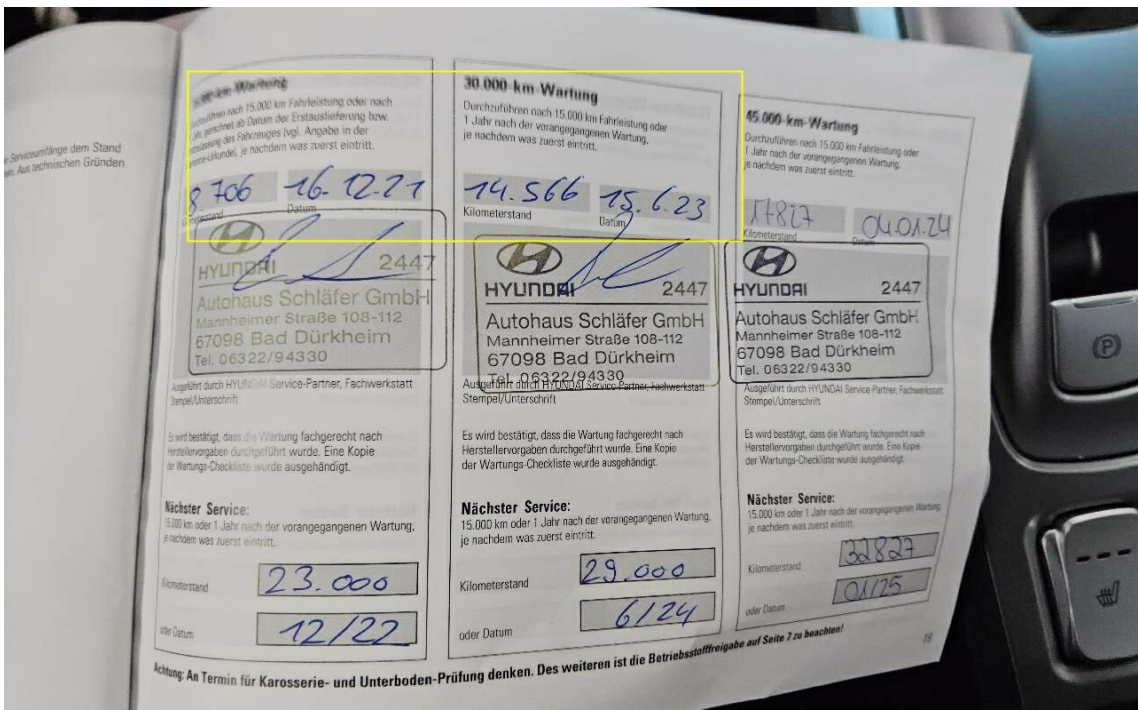 n Serviceumfänge dem Stand
Aus technischen Gründen
-Wartung
nach 15.000 km Fahrleistung oder nach
gerechnet ab Datum der Erstauslieferung bzw.
des Fahrzeuges (vgl. Angabe in der
je nachdem was zuerst eintritt.
8706 16.12.21
Datum
HYUNDAI 2447
Autohaus Schläfer GmbH
Mannheimer Straße 108-112
67098 Bad Dürkheim
Tel. 06322/94330
Ausgeführt durch HYUNDAI Service-Partner, Fachwerkstatt
Stempel/Unterschrift
Es wird bestätigt, dass die Wartung fachgerecht nach
Herstellervorgaben durchgeführt wurde. Eine Kopie
der Wartungs-Checkliste wurde ausgehändigt.
Nächster Service:
15.000 km oder 1 Jahr nach der vorangegangenen Wartung,
je nachdem was zuerst eintritt.
Kilometerstand 23.000
oder Datum 12/22
30.000-km-Wartung
Durchzuführen nach 15.000 km Fahrleistung oder
1 Jahr nach der vorangegangenen Wartung,
je nachdem was zuerst eintritt.
14.566 15.6.23
Kilometerstand Datum
HYUNDAI 2447
Autohaus Schläfer GmbH
Mannheimer Straße 108-112
67098 Bad Dürkheim
Tel. 06322/94330
Ausgeführt durch HYUNDAI Service-Partner, Fachwerkstatt
Stempel/Unterschrift
Es wird bestätigt, dass die Wartung fachgerecht nach
Herstellervorgaben durchgeführt wurde. Eine Kopie
der Wartungs-Checkliste wurde ausgehändigt.
Nächster Service:
15.000 km oder 1 Jahr nach der vorangegangenen Wartung,
je nachdem was zuerst eintritt.
Kilometerstand 29.000
oder Datum 6/24
45.000-km-Wartung
Durchzuführen nach 15.000 km Fahrleistung oder
1 Jahr nach der vorangegangenen Wartung,
je nachdem was zuerst eintritt.
17827 04.01.24
Kilometerstand Datum
HYUNDAI 2447
Autohaus Schläfer GmbH
Mannheimer Straße 108-112
67098 Bad Dürkheim
Tel. 06322/94330
Ausgeführt durch HYUNDAI Service-Partner, Fachwerkstatt
Stempel/Unterschrift
Es wird bestätigt, dass die Wartung fachgerecht nach
Herstellervorgaben durchgeführt wurde. Eine Kopie
der Wartungs-Checkliste wurde ausgehändigt.
Nächster Service:
15.000 km oder 1 Jahr nach der vorangegangenen Wartung,
je nachdem was zuerst eintritt.
Kilometerstand 32827
oder Datum 01/25
Achtung: An Termin für Karosserie- und Unterboden-Prüfung denken. Des weiteren ist die Betriebsstofffreigabe auf Seite 7 zu beachten!
19
P